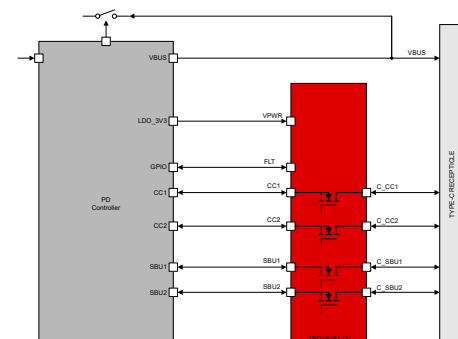 VBUS
VBUS
LDO_3V3
VPWR
GPIO
FLT
CC1
CC1
C_CC1
PD
Controller
CC2
CC2
C_CC2
SBU1
SBU1
C_SBU1
SBU2
SBU2
C_SBU2
TYPE-C RECEPTICLE